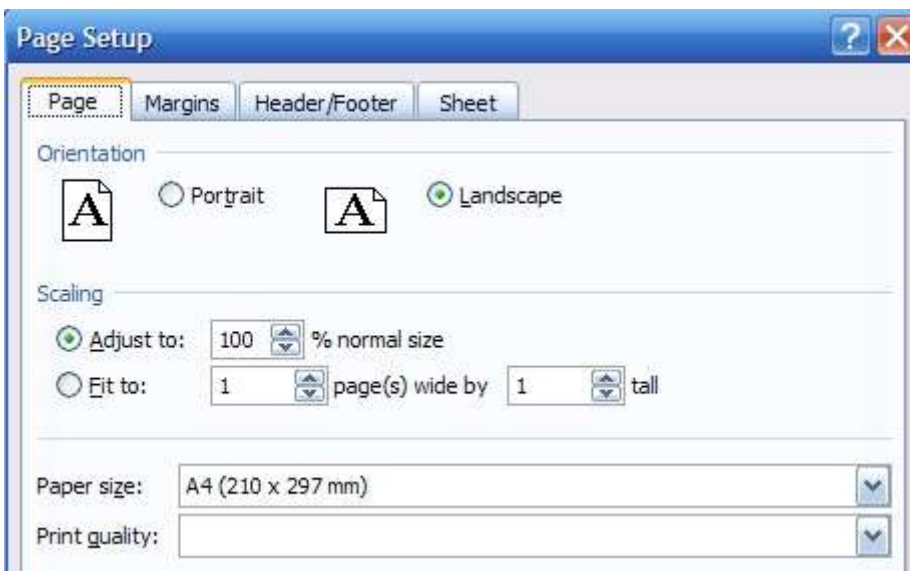 Page Setup
Page Margins Header/Footer Sheet
Orientation
A Portrait A Landscape
Scaling
Adjust to: 100 % normal size
Fit to: 1 page(s) wide by 1 tall
Paper size: A4 (210 x 297 mm)
Print quality: